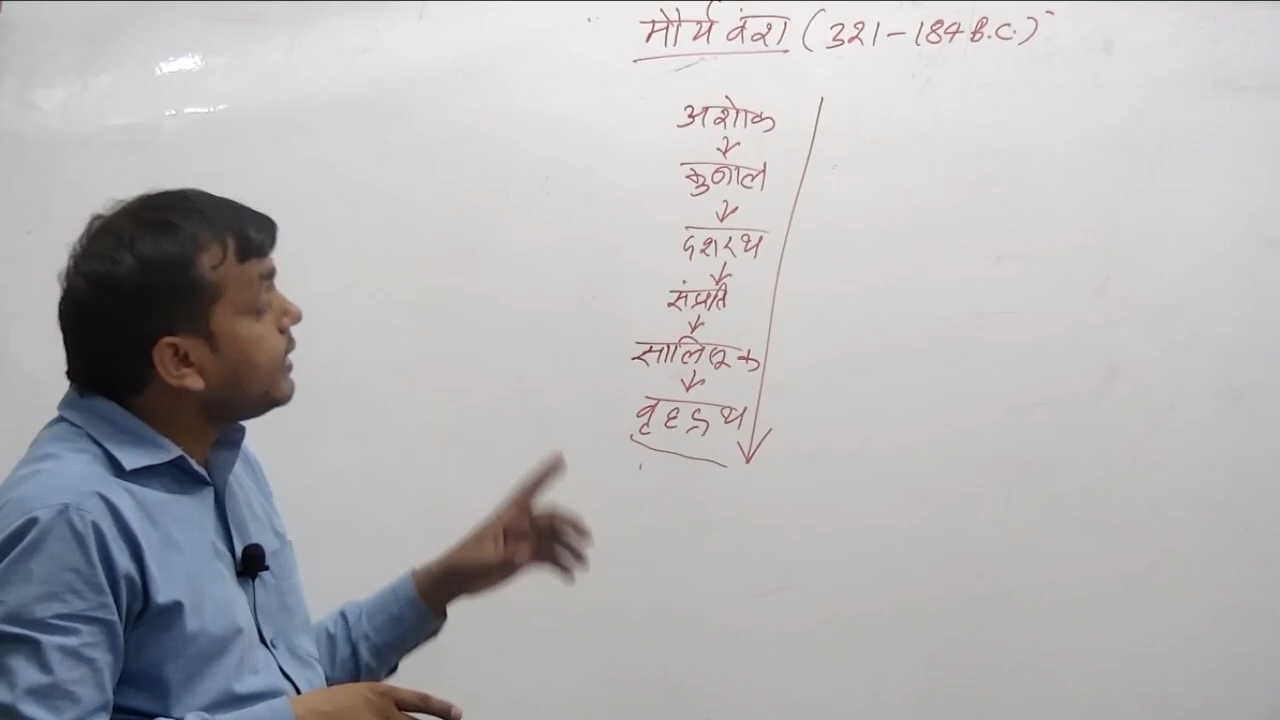 मौर्य वंश (321-184 B.C.)
अशोक
कुनाल
दशरथ
संप्रति
सालिशूक
वृहद्रथ